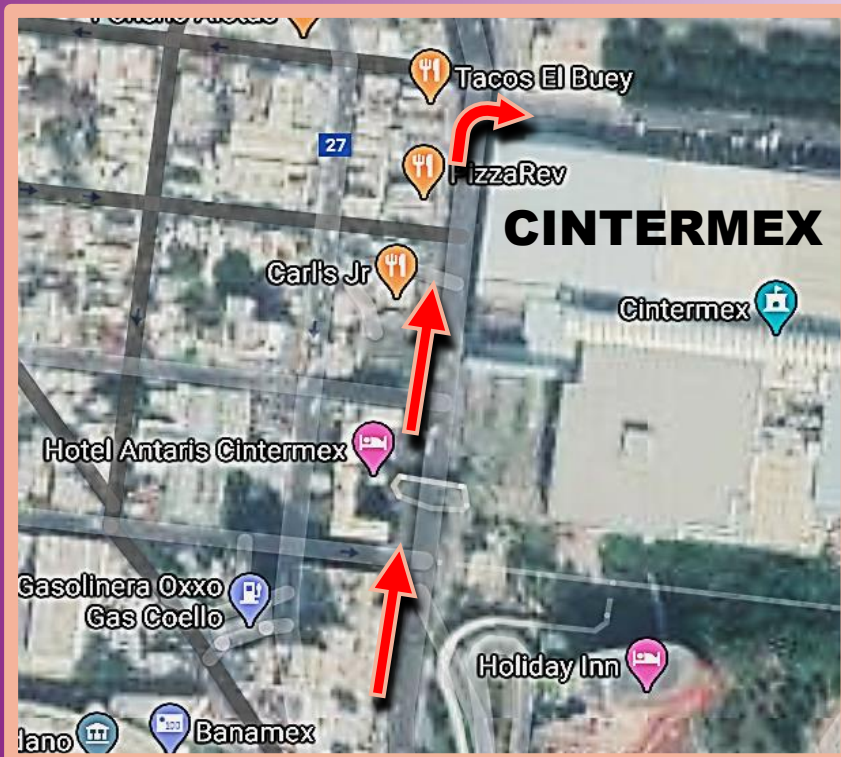 Tacos El Buey
27
PizzaRev
CINTERMEX
Carl's Jr
Cintermex
Hotel Antaris Cintermex
Gasolinera Oxxo
Gas Coello
Holiday Inn
Banamex